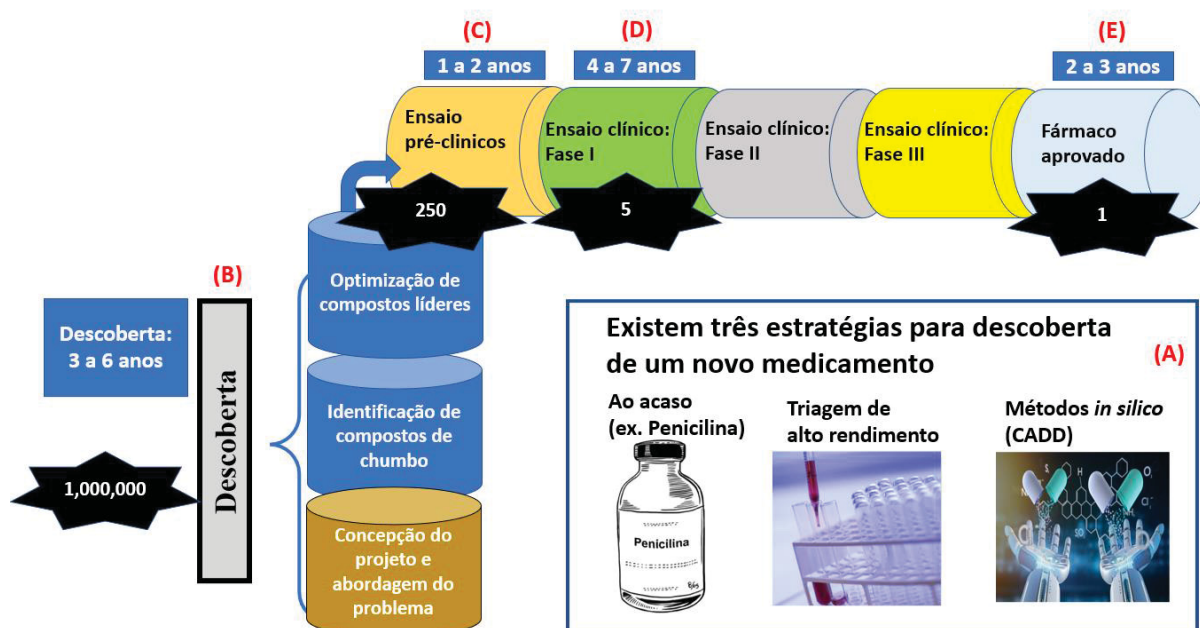 (C)
1 a 2 anos
(D)
4 a 7 anos
(E)
2 a 3 anos
Ensaio
pré-clinicos
250
Ensaio clínico:
Fase I
5
Ensaio clínico:
Fase II
Ensaio clínico:
Fase III
Fármaco
aprovado
1
(B)
Descoberta:
3 a 6 anos
1,000,000
Descoberta
Optimização de
compostos líderes
Identificação de
compostos de
chumbo
Concepção do
projeto e
abordagem do
problema
Existem três estratégias para descoberta
de um novo medicamento
(A)
Ao acaso
(ex. Penicilina)
Penicilina
Triagem de
alto rendimento
Métodos in silico
(CADD)